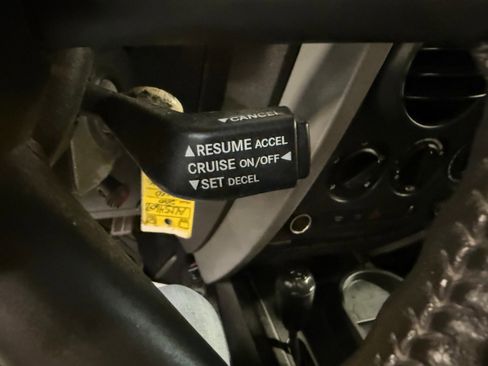 ▼CANCEL
▲RESUME ACCEL
CRUISE ON/OFF◀
▼SET DECEL